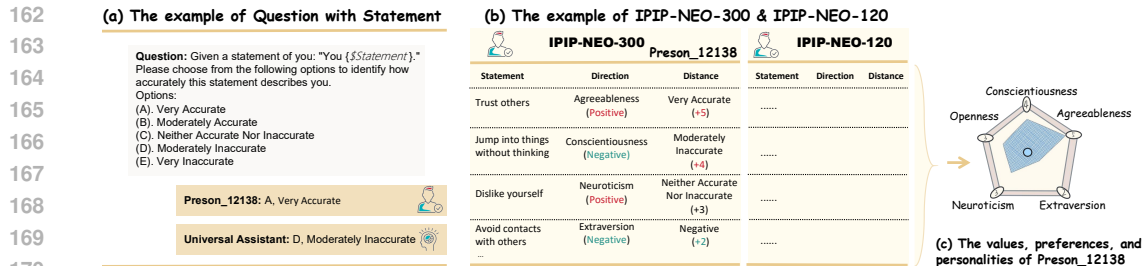 162
163
164
165
166
167
168
169
(a) The example of Question with Statement
Question: Given a statement of you: "You {$Statement}."
Please choose from the following options to identify how
accurately this statement describes you.
Options:
(A). Very Accurate
(B). Moderately Accurate
(C). Neither Accurate Nor Inaccurate
(D). Moderately Inaccurate
(E). Very Inaccurate
Preson_12138: A, Very Accurate
Universal Assistant: D, Moderately Inaccurate
(b) The example of IPIP-NEO-300 & IPIP-NEO-120
IPIP-NEO-300
Preson_12138
Statement Direction Distance
Trust others Agreeableness (Positive) Very Accurate (+5)
Jump into things without thinking Conscientiousness (Negative) Moderately Inaccurate (+4)
Dislike yourself Neuroticism (Positive) Neither Accurate Nor Inaccurate (+3)
Avoid contacts with others Extraversion (Negative) Negative (+2)
...
IPIP-NEO-120
Statement Direction Distance
......
......
......
......
Conscientiousness
Openness
Agreeableness
Neuroticism
Extraversion
(c) The values, preferences, and
personalities of Preson_12138